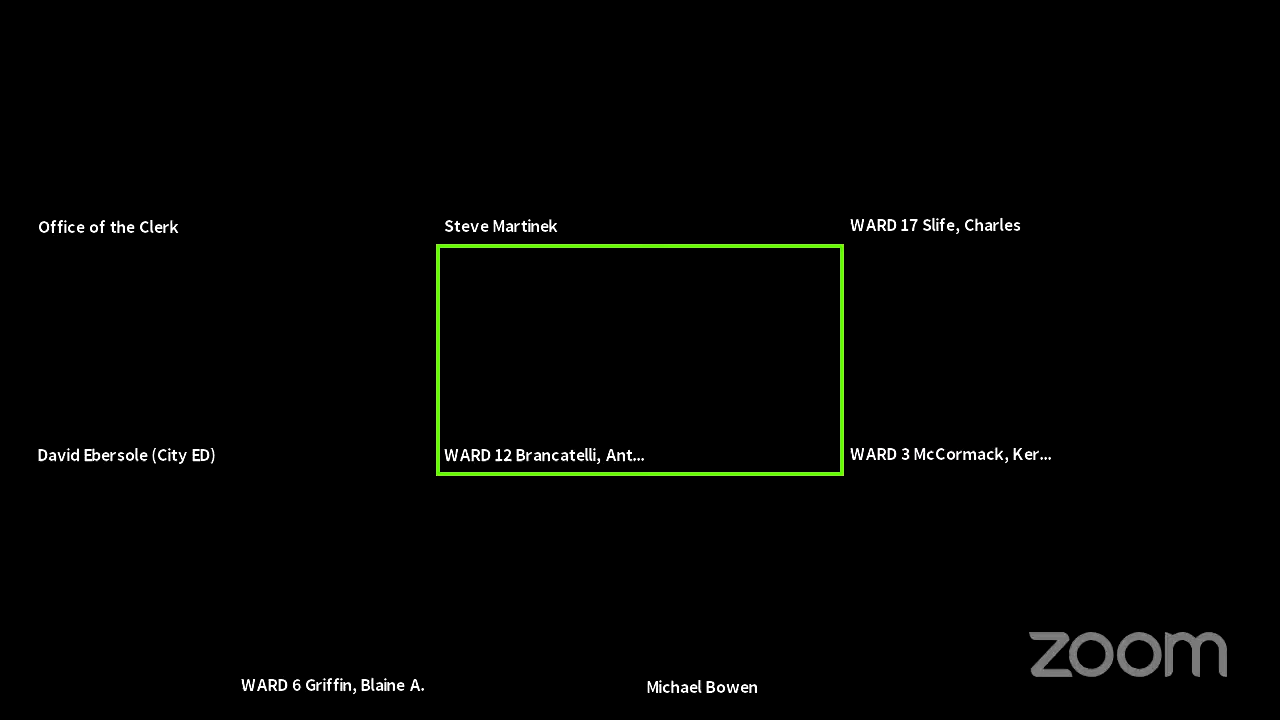 Office of the Clerk
Steve Martinek
WARD 17 Slife, Charles
David Ebersole (City ED)
WARD 12 Brancatelli, Ant...
WARD 3 McCormack, Ker...
WARD 6 Griffin, Blaine A.
Michael Bowen
zoom